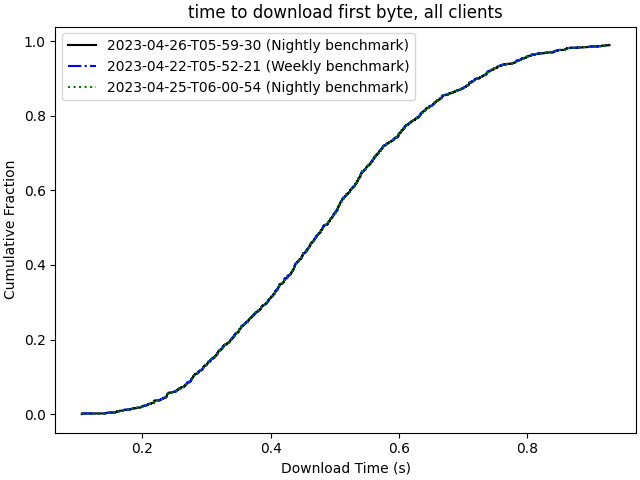 time to download first byte, all clients
1.0
0.8
0.6
0.4
0.2
0.0
Cumulative Fraction
2023-04-26-T05-59-30 (Nightly benchmark)
2023-04-22-T05-52-21 (Weekly benchmark)
2023-04-25-T06-00-54 (Nightly benchmark)
0.2
0.4
0.6
0.8
Download Time (s)